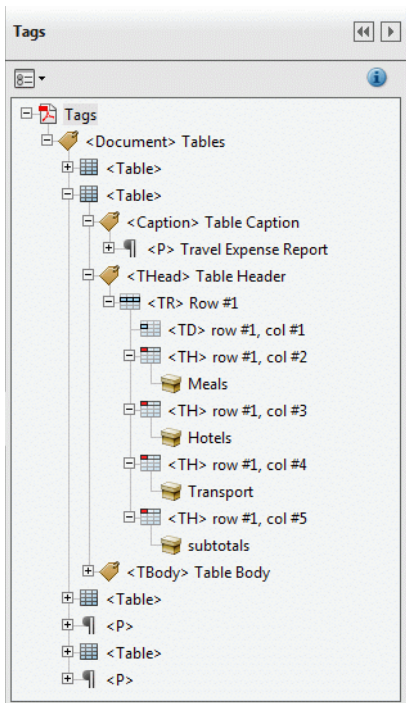 Tags
Tags
<Document> Tables
<Table>
<Table>
<Caption> Table Caption
<P> Travel Expense Report
<THead> Table Header
<TR> Row #1
<TD> row #1, col #1
<TH> row #1, col #2
Meals
<TH> row #1, col #3
Hotels
<TH> row #1, col #4
Transport
<TH> row #1, col #5
subtotals
<TBody> Table Body
<Table>
<P>
<Table>
<P>